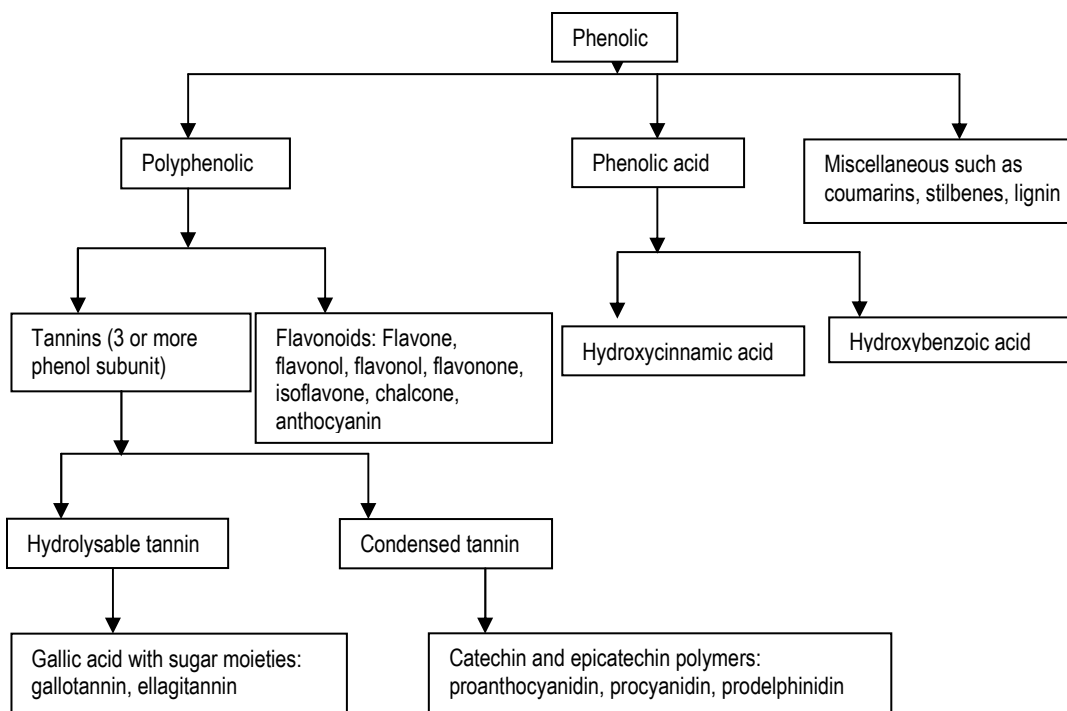 Phenolic
Polyphenolic
Phenolic acid
Miscellaneous such as
coumarins, stilbenes, lignin
Tannins (3 or more
phenol subunit)
Flavonoids: Flavone,
flavonol, flavonol, flavonone,
isoflavone, chalcone,
anthocyanin
Hydroxycinnamic acid
Hydroxybenzoic acid
Hydrolysable tannin
Condensed tannin
Gallic acid with sugar moieties:
gallotannin, ellagitannin
Catechin and epicatechin polymers:
proanthocyanidin, procyanidin, prodelphinidin